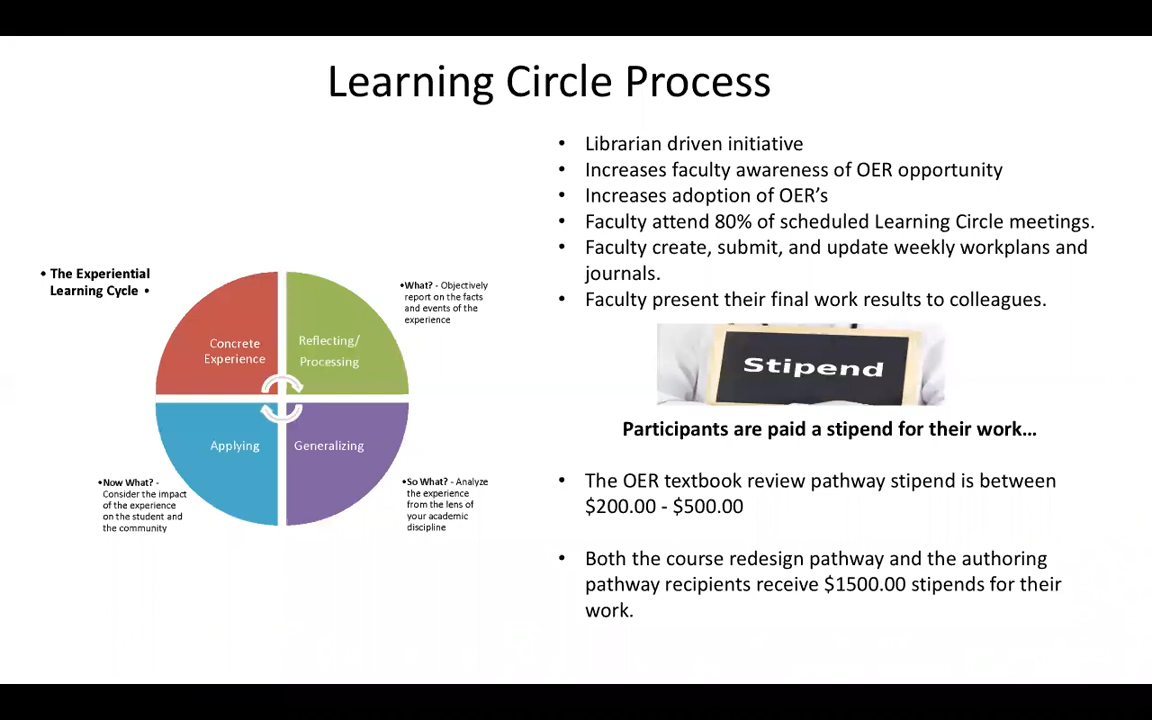 Learning Circle Process
• The Experiential
Learning Cycle •
Concrete
Experience
Reflecting/
Processing
Applying
Generalizing
•What? - Objectively
report on the facts
and events of the
experience
•Now What? -
Consider the impact
of the experience
on the student and
the community
•So What? - Analyze
the experience
from the lens of
your academic
discipline
• Librarian driven initiative
• Increases faculty awareness of OER opportunity
• Increases adoption of OER’s
• Faculty attend 80% of scheduled Learning Circle meetings.
• Faculty create, submit, and update weekly workplans and
journals.
• Faculty present their final work results to colleagues.
Stipend
Participants are paid a stipend for their work…
• The OER textbook review pathway stipend is between
$200.00 - $500.00
• Both the course redesign pathway and the authoring
pathway recipients receive $1500.00 stipends for their
work.